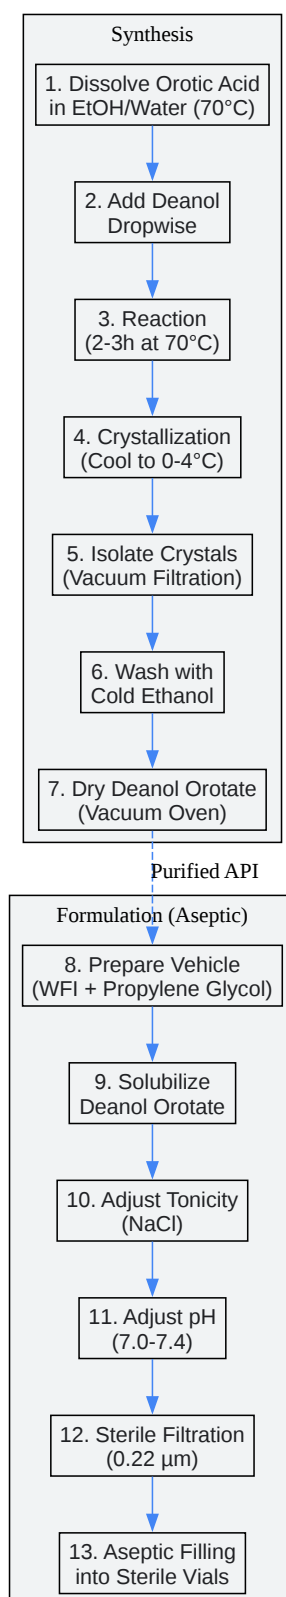 Synthesis
1. Dissolve Orotic Acid
in EtOH/Water (70°C)
2. Add Deanol
Dropwise
3. Reaction
(2-3h at 70°C)
4. Crystallization
(Cool to 0-4°C)
5. Isolate Crystals
(Vacuum Filtration)
6. Wash with
Cold Ethanol
7. Dry Deanol Orotate
(Vacuum Oven)
Purified API
Formulation (Aseptic)
8. Prepare Vehicle
(WFI + Propylene Glycol)
9. Solubilize
Deanol Orotate
10. Adjust Tonicity
(NaCl)
11. Adjust pH
(7.0-7.4)
12. Sterile Filtration
(0.22 µm)
13. Aseptic Filling
into Sterile Vials